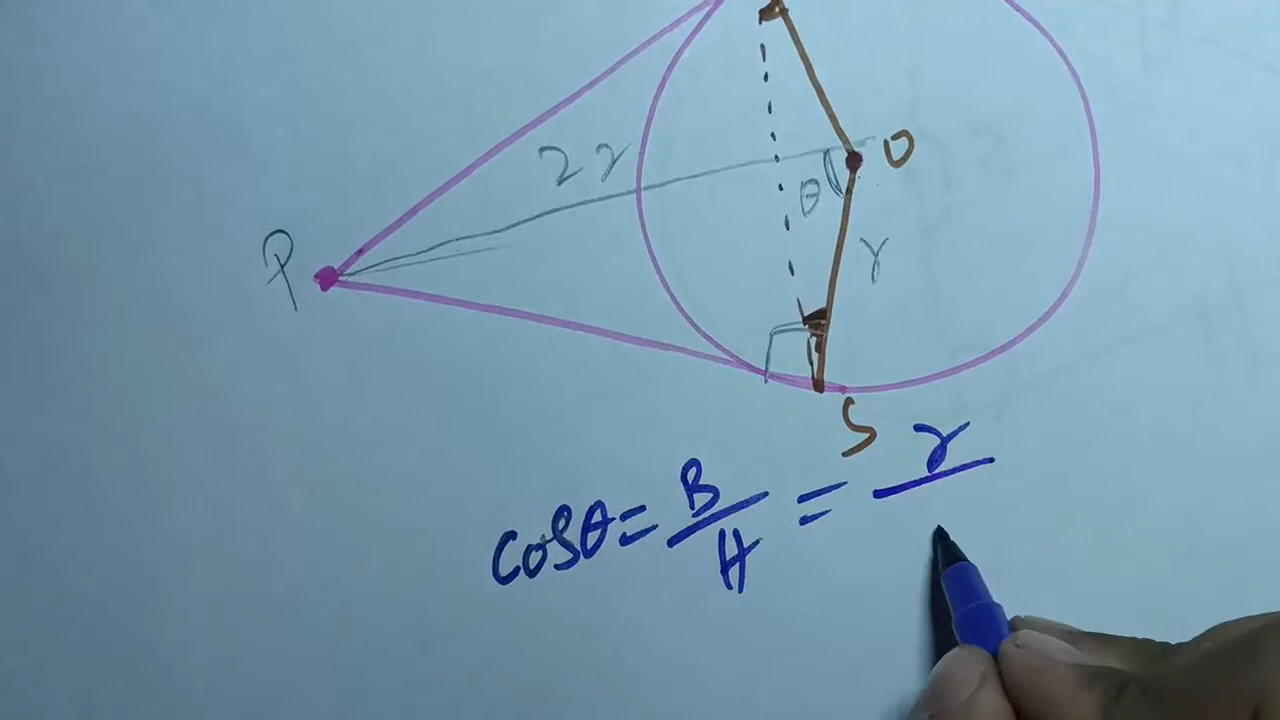 2r
O
θ
P
r
S
cosθ = B/H = r/